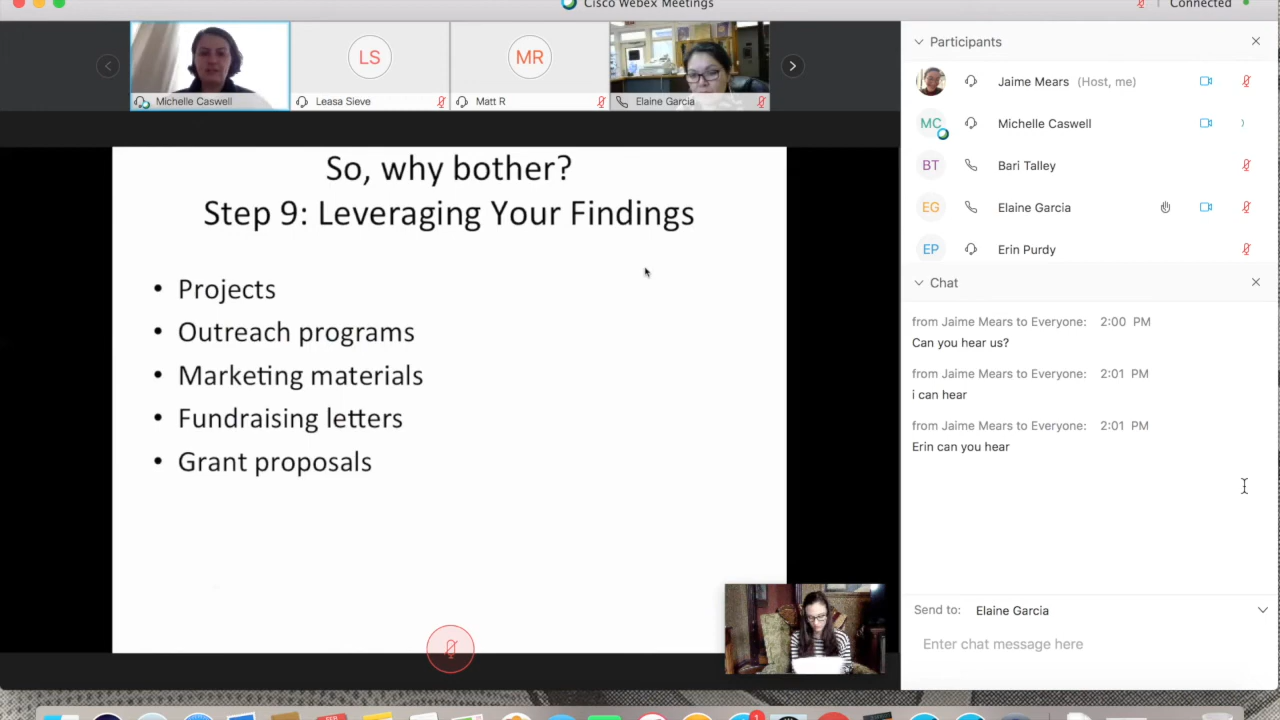 Cisco Webex Meetings
Connected
LS
MR
Michelle Caswell
Leasa Sieve
Matt R
Elaine Garcia
So, why bother?
Step 9: Leveraging Your Findings
• Projects
• Outreach programs
• Marketing materials
• Fundraising letters
• Grant proposals
Participants
Jaime Mears (Host, me)
MC Michelle Caswell
BT Bari Talley
EG Elaine Garcia
EP Erin Purdy
Chat
from Jaime Mears to Everyone: 2:00 PM
Can you hear us?
from Jaime Mears to Everyone: 2:01 PM
i can hear
from Jaime Mears to Everyone: 2:01 PM
Erin can you hear
Send to: Elaine Garcia
Enter chat message here